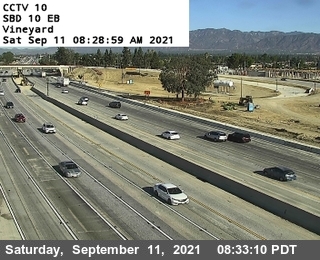 CCTV 10
SBD 10 EB
Vineyard
Sat Sep 11 08:28:59 AM 2021
Saturday, September 11, 2021 08:33:10 PDT